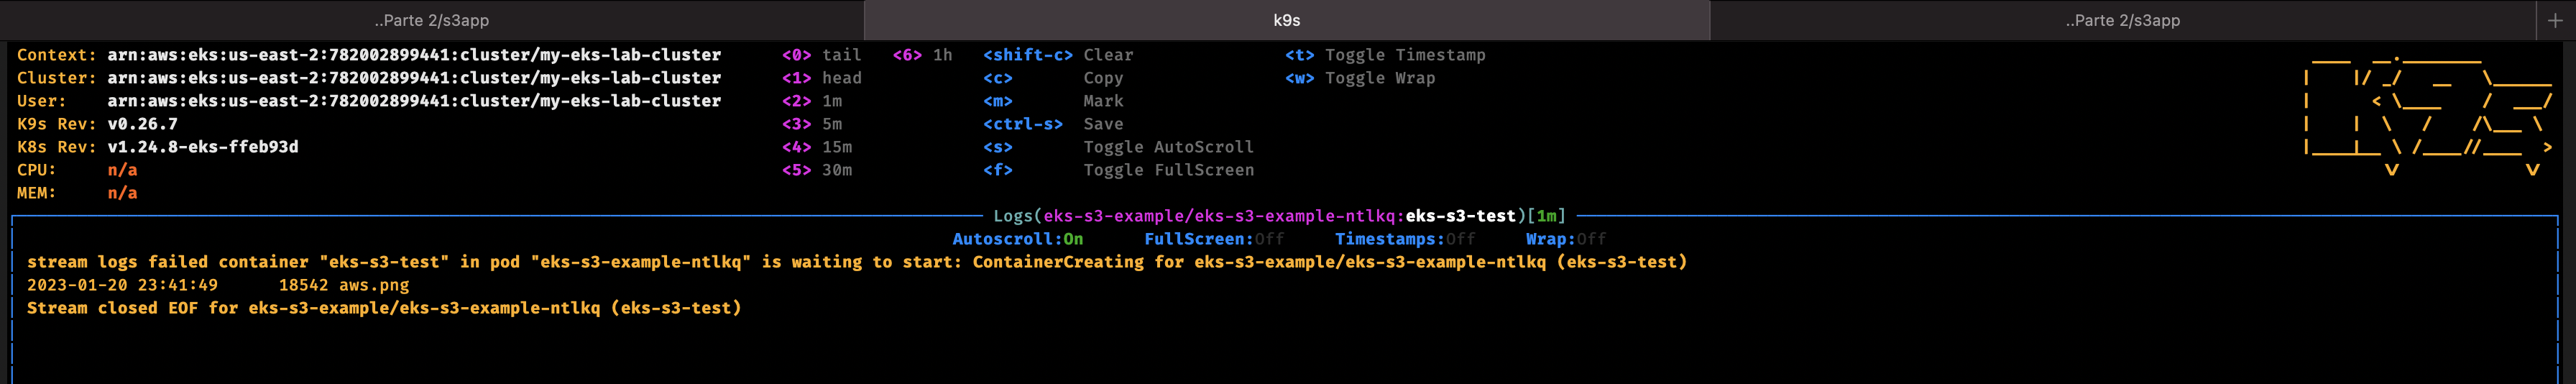 ..Parte 2/s3app k9s ..Parte 2/s3app +
Context: arn:aws:eks:us-east-2:782002899441:cluster/my-eks-lab-cluster <0> tail <6> 1h <shift-c> Clear <t> Toggle Timestamp
Cluster: arn:aws:eks:us-east-2:782002899441:cluster/my-eks-lab-cluster <1> head <c> Copy <w> Toggle Wrap
User: arn:aws:eks:us-east-2:782002899441:cluster/my-eks-lab-cluster <2> 1m <m> Mark
K9s Rev: v0.26.7 <3> 5m <ctrl-s> Save
K8s Rev: v1.24.8-eks-ffeb93d <4> 15m <s> Toggle AutoScroll
CPU: n/a <5> 30m <f> Toggle FullScreen
MEM: n/a
Logs(eks-s3-example/eks-s3-example-ntlkq:eks-s3-test)[1m]
Autoscroll:On FullScreen:Off Timestamps:Off Wrap:Off
stream logs failed container "eks-s3-test" in pod "eks-s3-example-ntlkq" is waiting to start: ContainerCreating for eks-s3-example/eks-s3-example-ntlkq (eks-s3-test)
2023-01-20 23:41:49 18542 aws.png
Stream closed EOF for eks-s3-example/eks-s3-example-ntlkq (eks-s3-test)